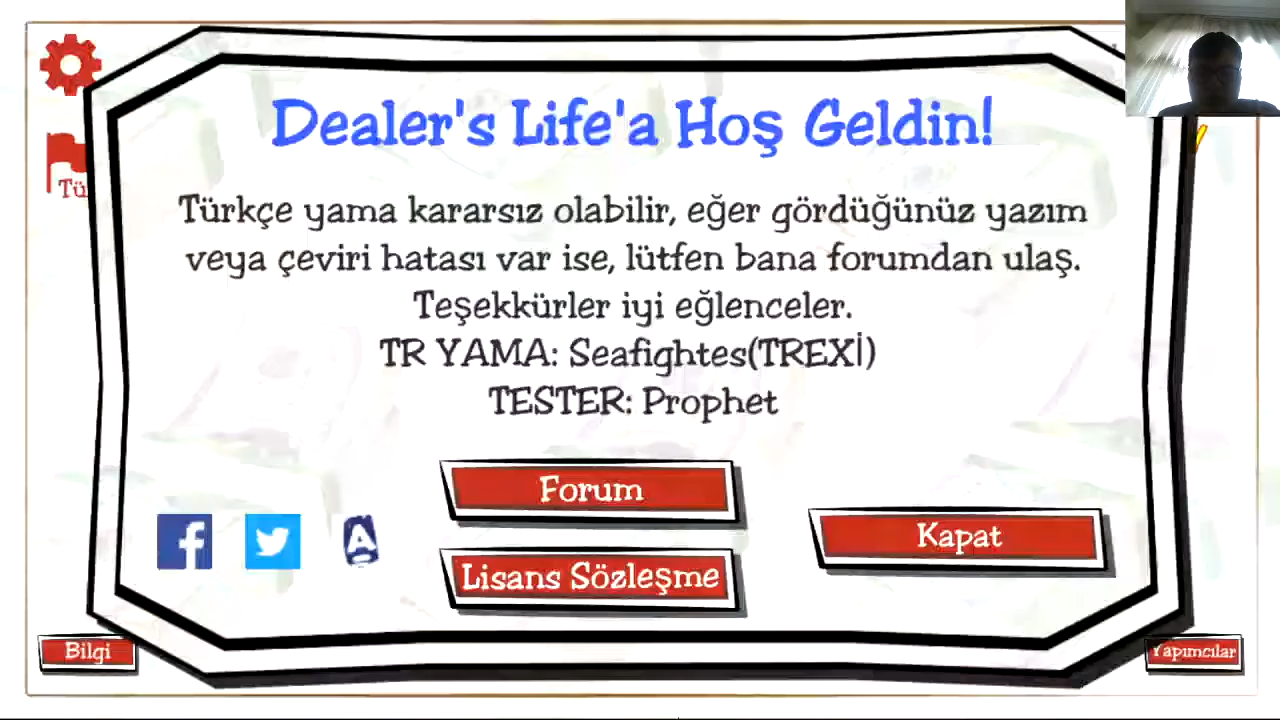 Dealer's Life'a Hoş Geldin!
Tü
Türkçe yama kararsız olabilir, eğer gördüğünüz yazım
veya çeviri hatası var ise, lütfen bana forumdan ulaş.
Teşekkürler iyi eğlenceler.
TR YAMA: Seafightes(TREXİ)
TESTER: Prophet
Forum
Kapat
Lisans Sözleşme
Bilgi
Yapımcılar